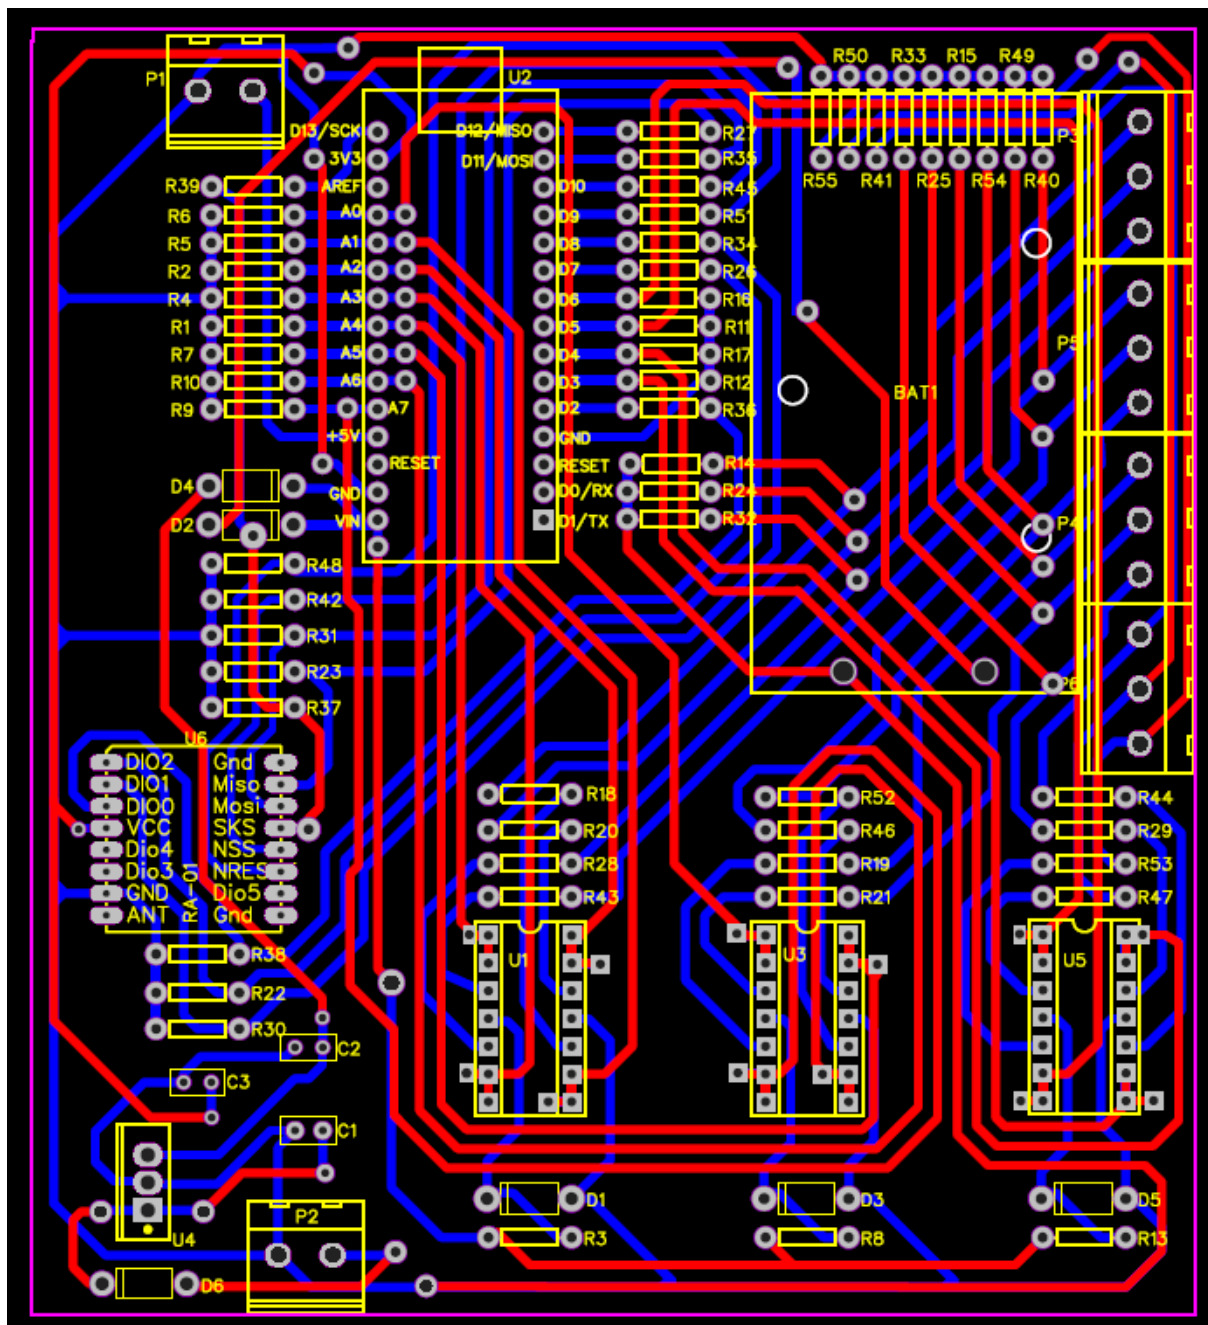 R50 R33 R15 R49
P1
U2
D13/SCK D12/MISO R27 P3
3V3 D11/MOSI R35
R55 R41 R25 R54 R40
R39 AREF D10 R45
R6 A0 D9 R51
R5 A1 D8 R34
R2 A2 D7 R26
R4 A3 D6 R16
R1 A4 D5 R11 P5
R7 A5 D4 R17
R10 A6 D3 R12
BAT1
R9 A7 D2 R36
+5V GND
RESET RESET R14
D4 GND D0/RX R24
D2 VIN D1/TX R32 P4
R48
R42
R31
R23
P6
R37
U6
DIO2 Gnd
DIO1 Miso
DIO0 Mosi R18 R52 R44
VCC SKS R20 R46 R29
Dio4 NSS
Dio3 NRES R28 R19 R53
GND Dio5 R43 R21 R47
ANT RA-01 Gnd
R38 U1 U3 U5
R22
R30
C2
C3
C1
D1 D3 D5
P2
U4 R3 R8 R13
D6